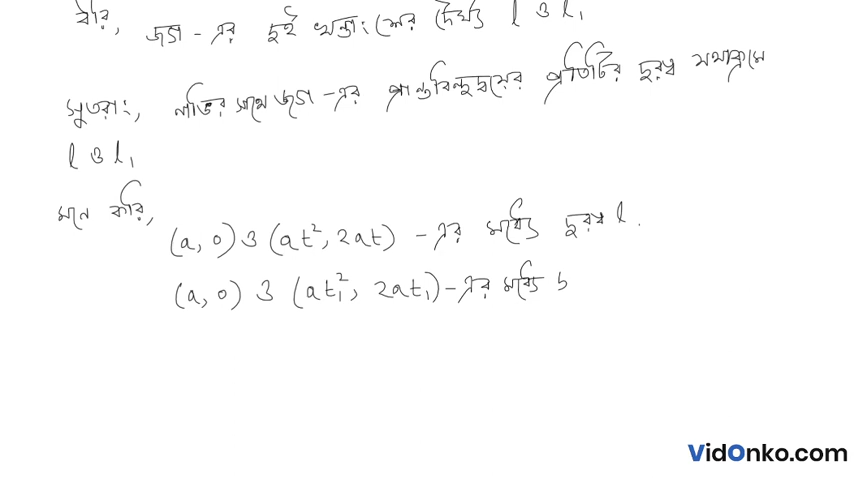 ধরি, জ্যা-এর দুই খন্ডাংশের দৈর্ঘ্য l ও l₁
সুতরাং, নাভির সাথে জ্যা-এর প্রান্তবিন্দুদ্বয়ের প্রতিটির দূরত্ব যথাক্রমে
l ও l₁
মনে করি,
(a, 0) ও (at², 2at) -এর মধ্যে দূরত্ব l.
(a, 0) ও (at₁², 2at₁) -এর মধ্যে
VidOnko.com